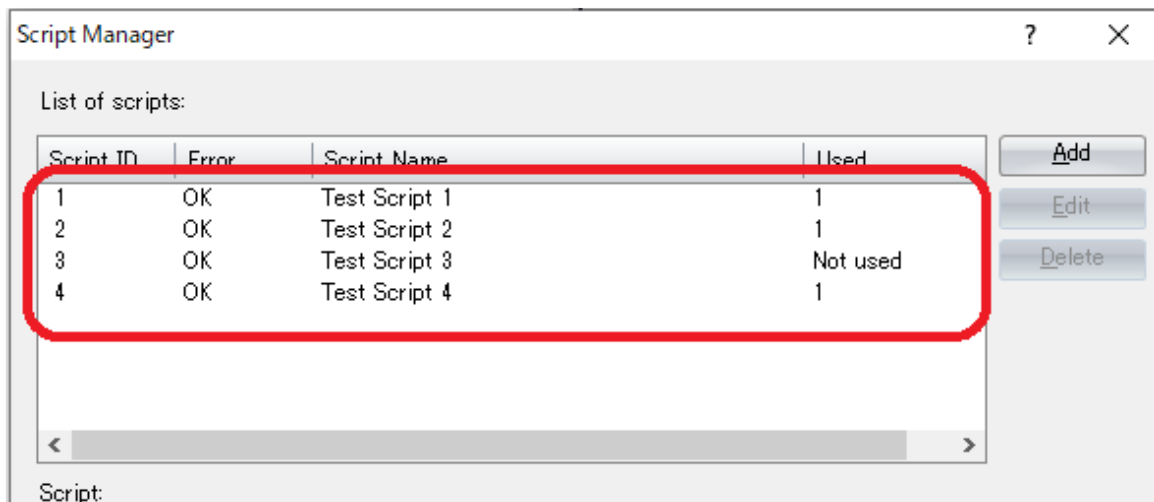 Script Manager ? ×
List of scripts:
Script ID Error Script Name Used
1 OK Test Script 1 1
2 OK Test Script 2 1
3 OK Test Script 3 Not used
4 OK Test Script 4 1
Add
Edit
Delete
< >
Script: